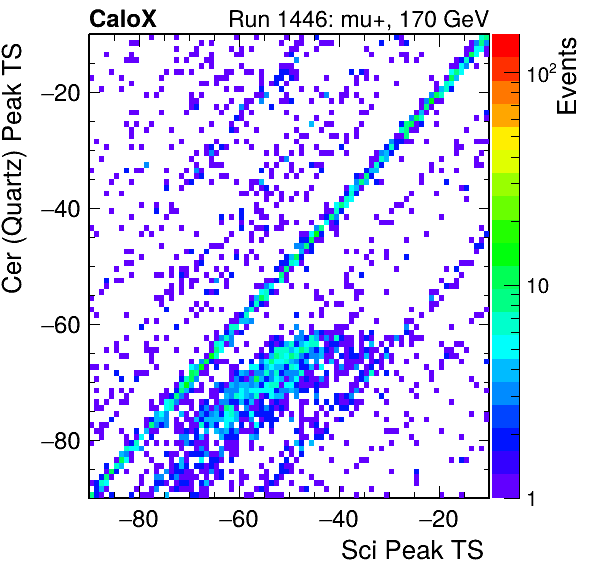 CaloX Run 1446: mu+, 170 GeV
Cer (Quartz) Peak TS
−20
−40
−60
−80
−80 −60 −40 −20
Sci Peak TS
Events
10²
10
1